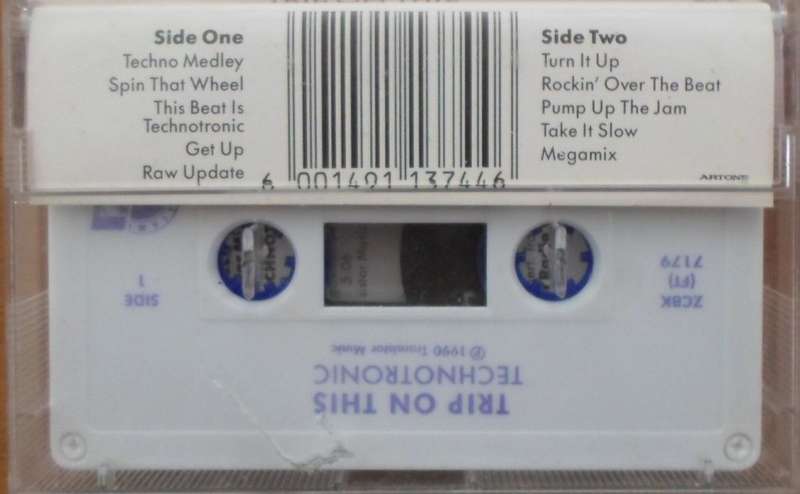 Side One
Techno Medley
Spin That Wheel
This Beat Is
Technotronic
Get Up
Raw Update
6 001491 137446
Side Two
Turn It Up
Rockin' Over The Beat
Pump Up The Jam
Take It Slow
Megamix
ARTONE
TRIP ON THIS
TECHNOTRONIC
℗ 1990 Transistor Music
SIDE
1
ZCBK
(FT)
7179